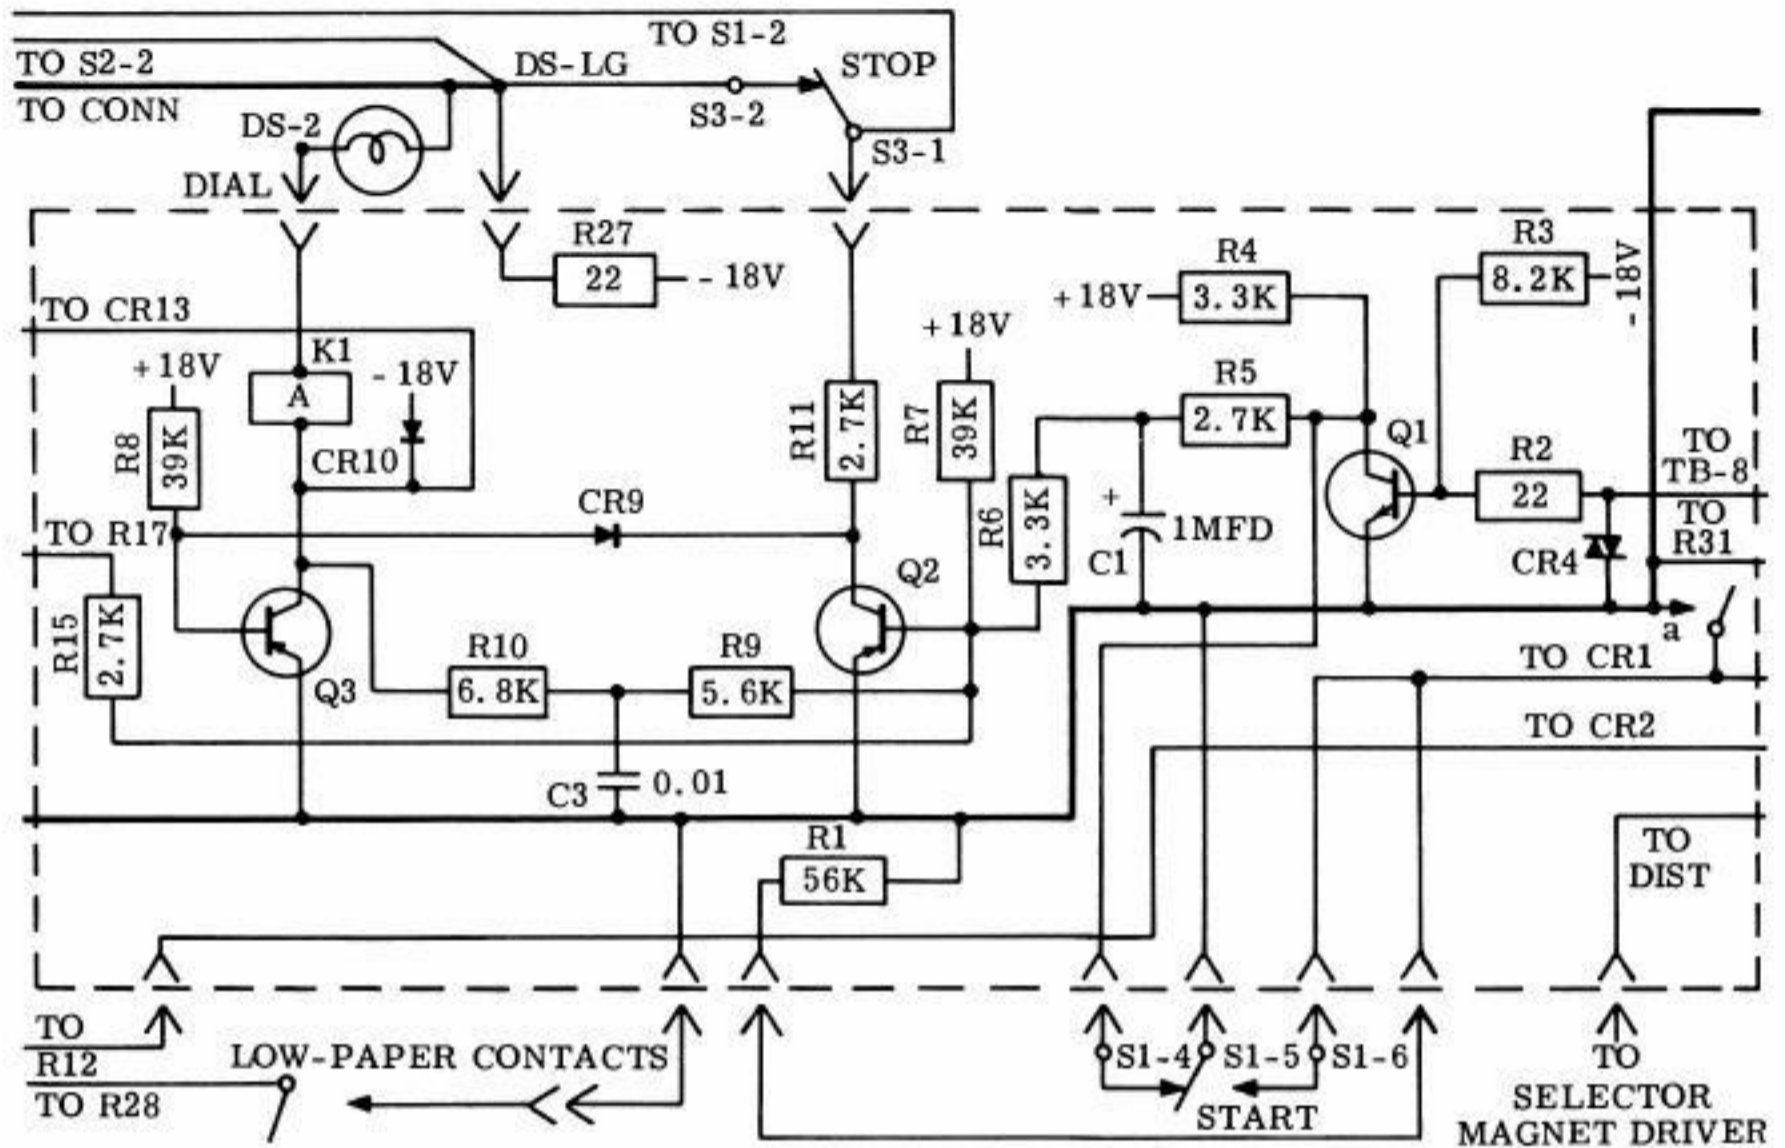 TO S1-2
TO S2-2
DS-LG
STOP
TO CONN
DS-2
S3-2
S3-1
DIAL
R27
22
- 18V
R4
+18V
3.3K
R3
8.2K
-18V
TO CR13
+18V
K1
A
- 18V
+18V
R5
2.7K
R8
39K
CR10
R11
2.7K
R7
39K
Q1
R2
22
TO
TB-8
TO
R31
TO R17
CR9
R6
3.3K
+
1MFD
C1
CR4
Q2
R15
2.7K
Q3
R10
6.8K
R9
5.6K
a
TO CR1
TO CR2
C3
0.01
R1
56K
TO
DIST
TO
R12
TO R28
LOW-PAPER CONTACTS
S1-4
S1-5
S1-6
START
TO
SELECTOR
MAGNET DRIVER